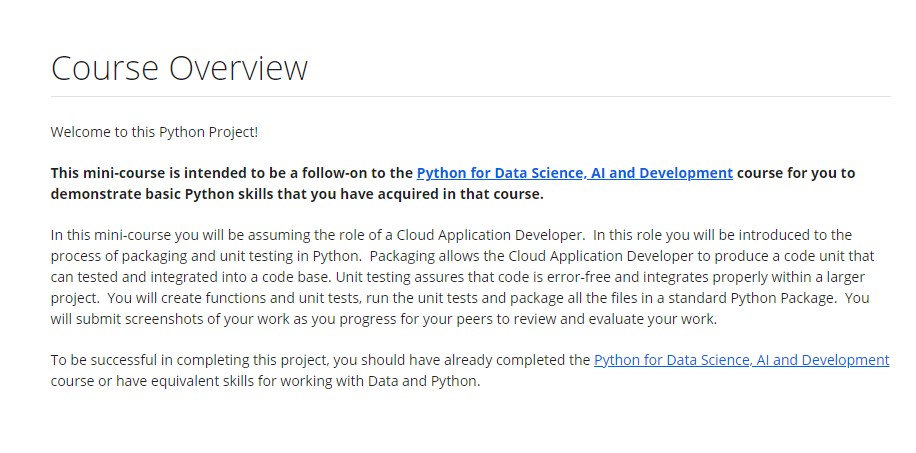 Course Overview
Welcome to this Python Project!
This mini-course is intended to be a follow-on to the Python for Data Science, AI and Development course for you to
demonstrate basic Python skills that you have acquired in that course.
In this mini-course you will be assuming the role of a Cloud Application Developer.  In this role you will be introduced to the
process of packaging and unit testing in Python.  Packaging allows the Cloud Application Developer to produce a code unit that
can tested and integrated into a code base. Unit testing assures that code is error-free and integrates properly within a larger
project.  You will create functions and unit tests, run the unit tests and package all the files in a standard Python Package.  You
will submit screenshots of your work as you progress for your peers to review and evaluate your work.
To be successful in completing this project, you should have already completed the Python for Data Science, AI and Development
course or have equivalent skills for working with Data and Python.